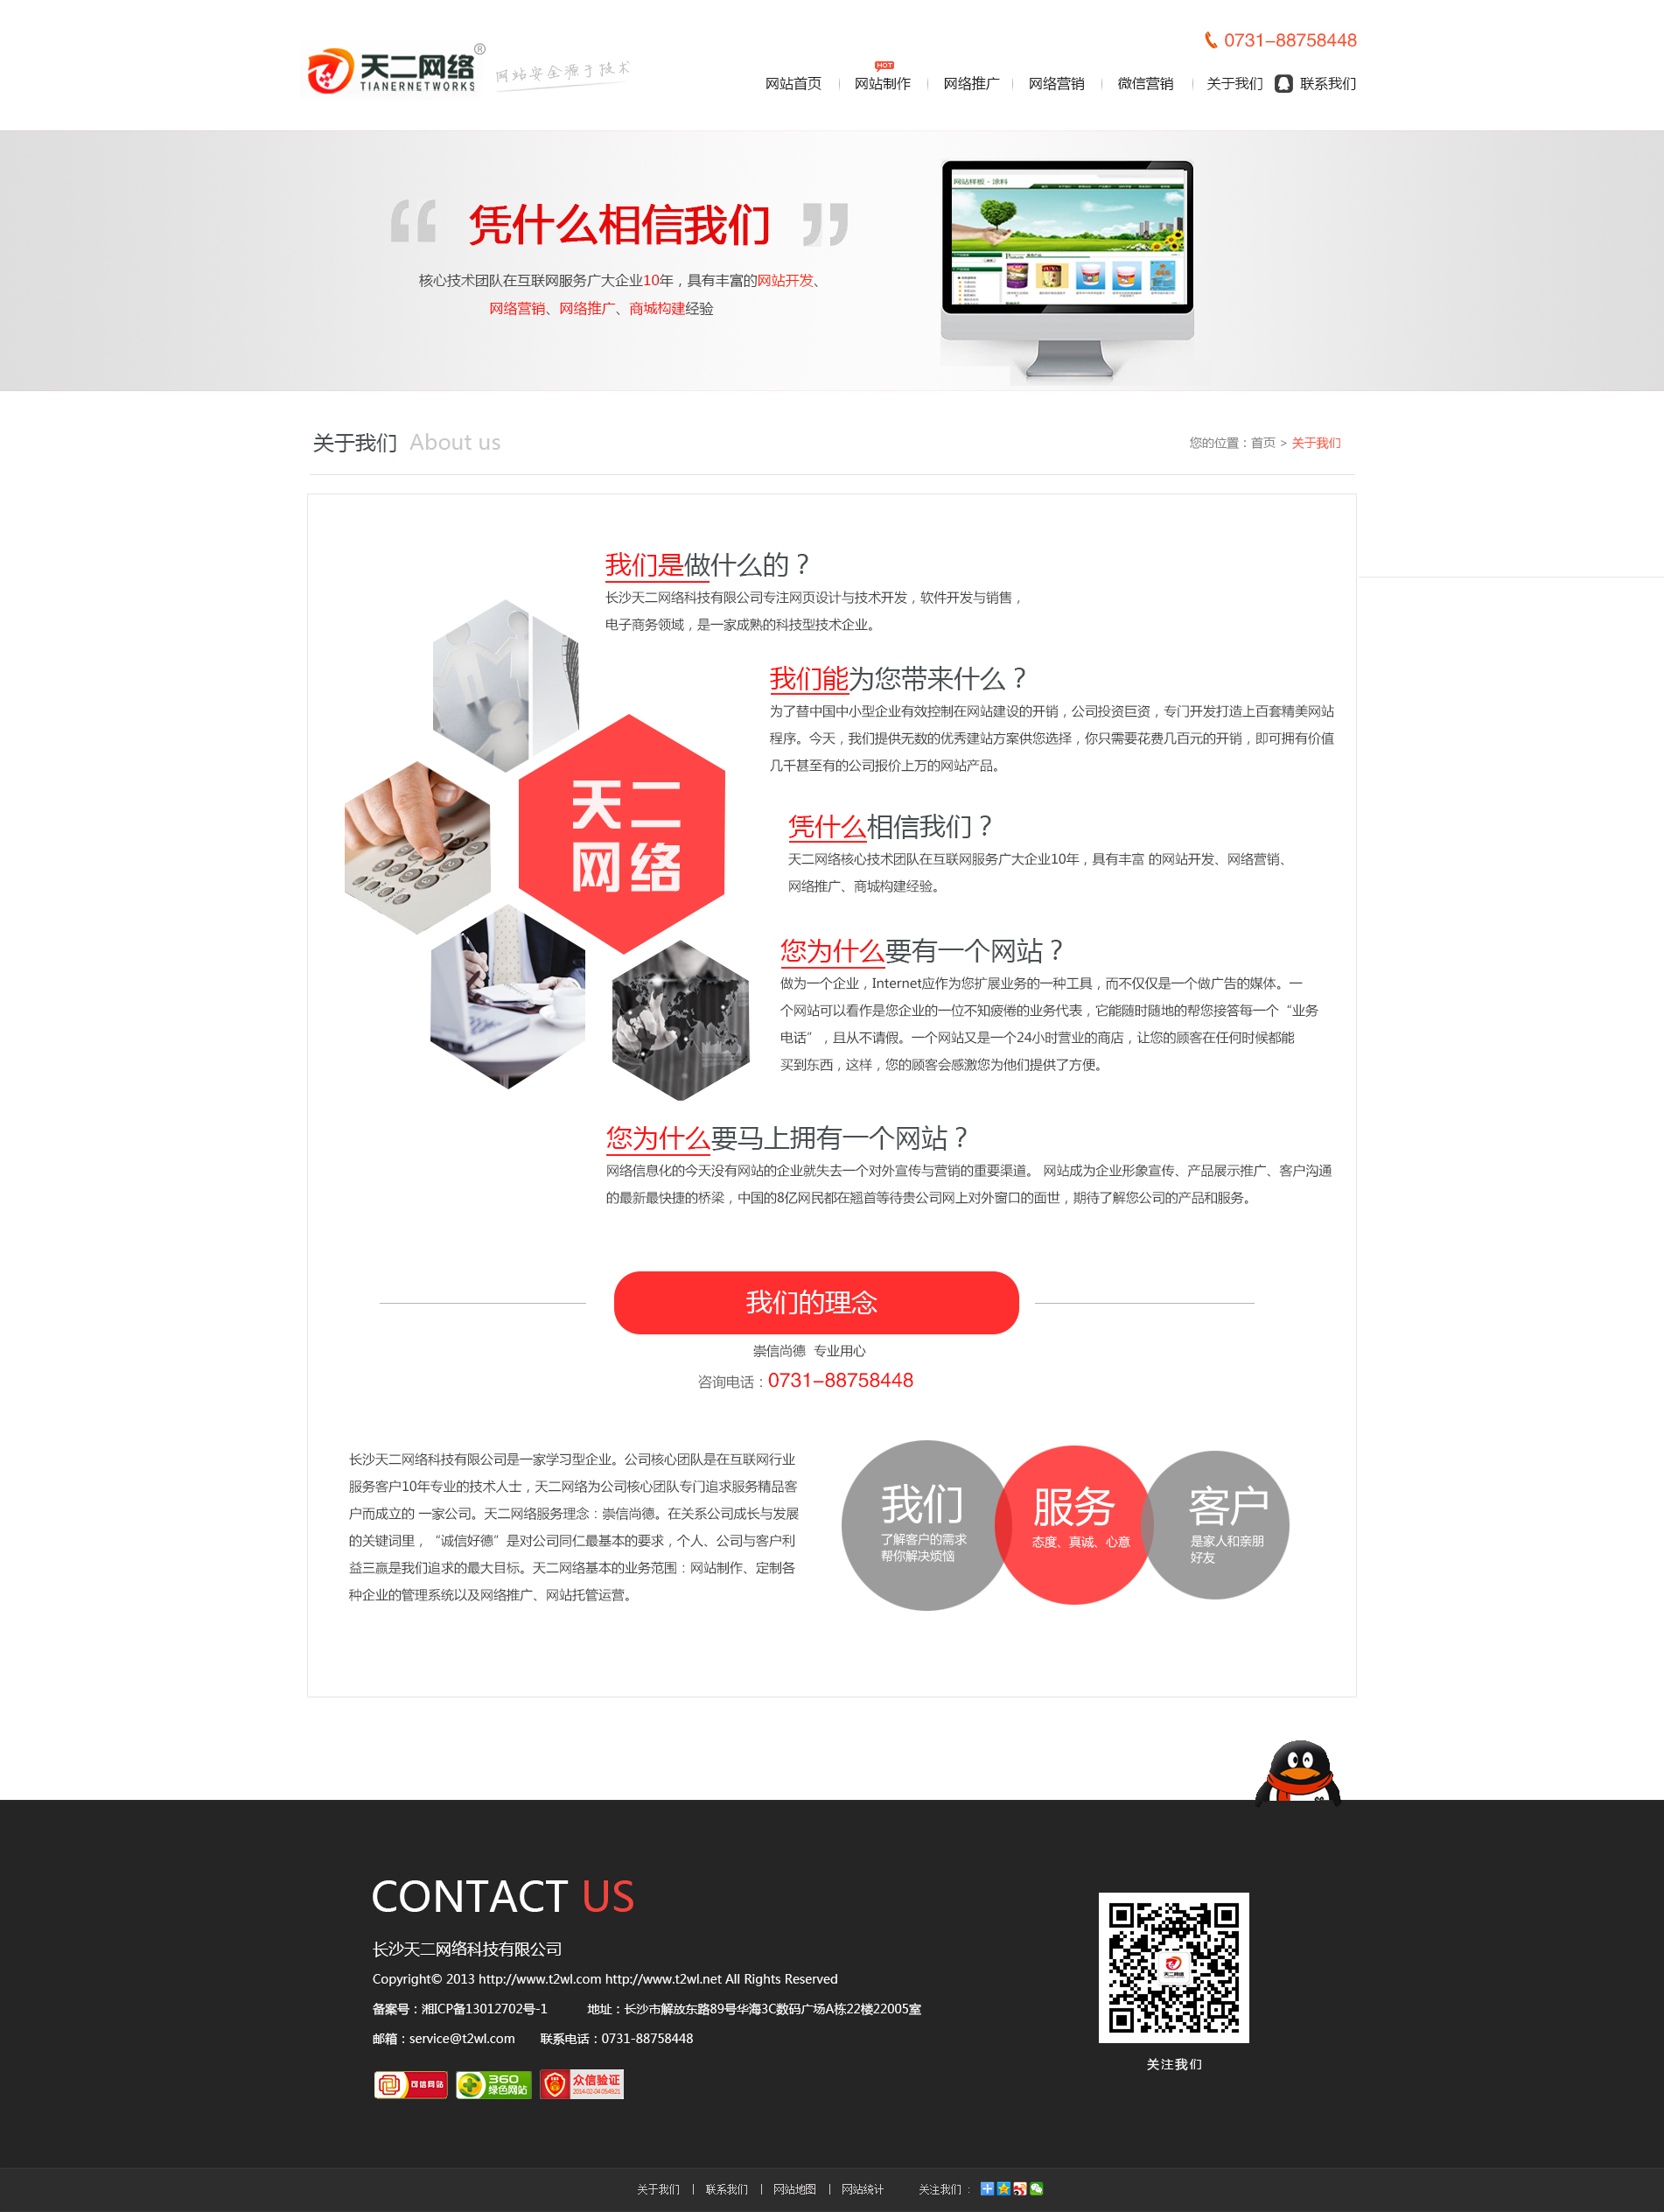 0731-88758448
天二网络®
TIANERNETWORKS
网站安全源于技术
HOT
网站首页 网站制作 网络推广 网络营销 微信营销 关于我们 联系我们
“ 凭什么相信我们 ”
核心技术团队在互联网服务广大企业10年，具有丰富的网站开发、
网络营销、网络推广、商城构建经验
网站样板 - 涂料
关于我们 About us
您的位置：首页 > 关于我们
我们是做什么的？
长沙天二网络科技有限公司专注网页设计与技术开发，软件开发与销售，
电子商务领域，是一家成熟的科技型技术企业。
我们能为您带来什么？
为了替中国中小型企业有效控制在网站建设的开销，公司投资巨资，专门开发打造上百套精美网站
程序。今天，我们提供无数的优秀建站方案供您选择，你只需要花费几百元的开销，即可拥有价值
几千甚至有的公司报价上万的网站产品。
天二
网络
凭什么相信我们？
天二网络核心技术团队在互联网服务广大企业10年，具有丰富 的网站开发、网络营销、
网络推广、商城构建经验。
您为什么要有一个网站？
做为一个企业，Internet应作为您扩展业务的一种工具，而不仅仅是一个做广告的媒体。一
个网站可以看作是您企业的一位不知疲倦的业务代表，它能随时随地的帮您接答每一个“业务
电话”，且从不请假。一个网站又是一个24小时营业的商店，让您的顾客在任何时候都能
买到东西，这样，您的顾客会感激您为他们提供了方便。
您为什么要马上拥有一个网站？
网络信息化的今天没有网站的企业就失去一个对外宣传与营销的重要渠道。 网站成为企业形象宣传、产品展示推广、客户沟通
的最新最快捷的桥梁，中国的8亿网民都在翘首等待贵公司网上对外窗口的面世，期待了解您公司的产品和服务。
我们的理念
崇信尚德 专业用心
咨询电话：0731-88758448
长沙天二网络科技有限公司是一家学习型企业。公司核心团队是在互联网行业
服务客户10年专业的技术人士，天二网络为公司核心团队专门追求服务精品客
户而成立的 一家公司。天二网络服务理念：崇信尚德。在关系公司成长与发展
的关键词里，“诚信好德”是对公司同仁最基本的要求，个人、公司与客户利
益三赢是我们追求的最大目标。天二网络基本的业务范围：网站制作、定制各
种企业的管理系统以及网络推广、网站托管运营。
我们
了解客户的需求
帮你解决烦恼
服务
态度、真诚、心意
客户
是家人和亲朋
好友
CONTACT US
长沙天二网络科技有限公司
Copyright© 2013 http://www.t2wl.com http://www.t2wl.net All Rights Reserved
备案号：湘ICP备13012702号-1 地址：长沙市解放东路89号华海3C数码广场A栋22楼22005室
邮箱：service@t2wl.com 联系电话：0731-88758448
可信网站
360
绿色网站
众信验证
2014-02-04 05:49:21
天二网络
关注我们
关于我们 | 联系我们 | 网站地图 | 网站统计 关注我们：